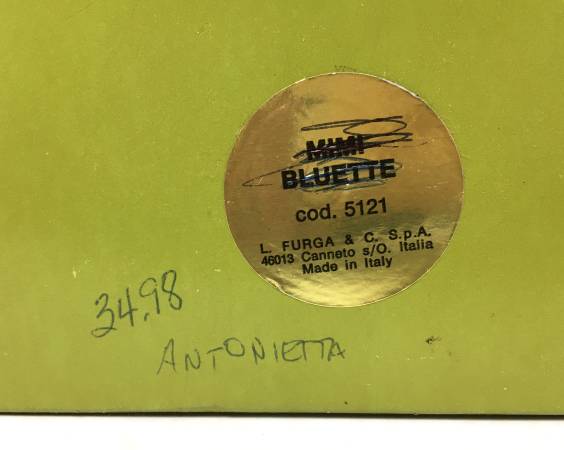 MIMI
BLUETTE
cod. 5121
L. FURGA & C. S.p.A.
46013 Canneto s/O. Italia
Made in Italy
34.98
ANTONIETTA